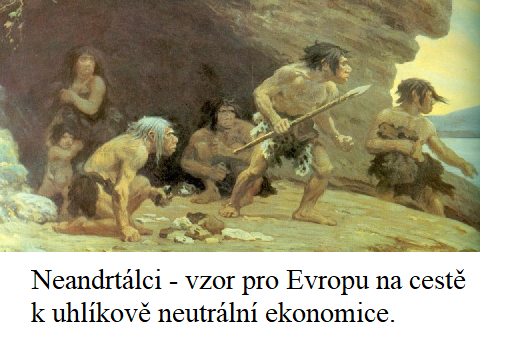 Neandrtálci - vzor pro Evropu na cestě
k uhlíkově neutrální ekonomice.